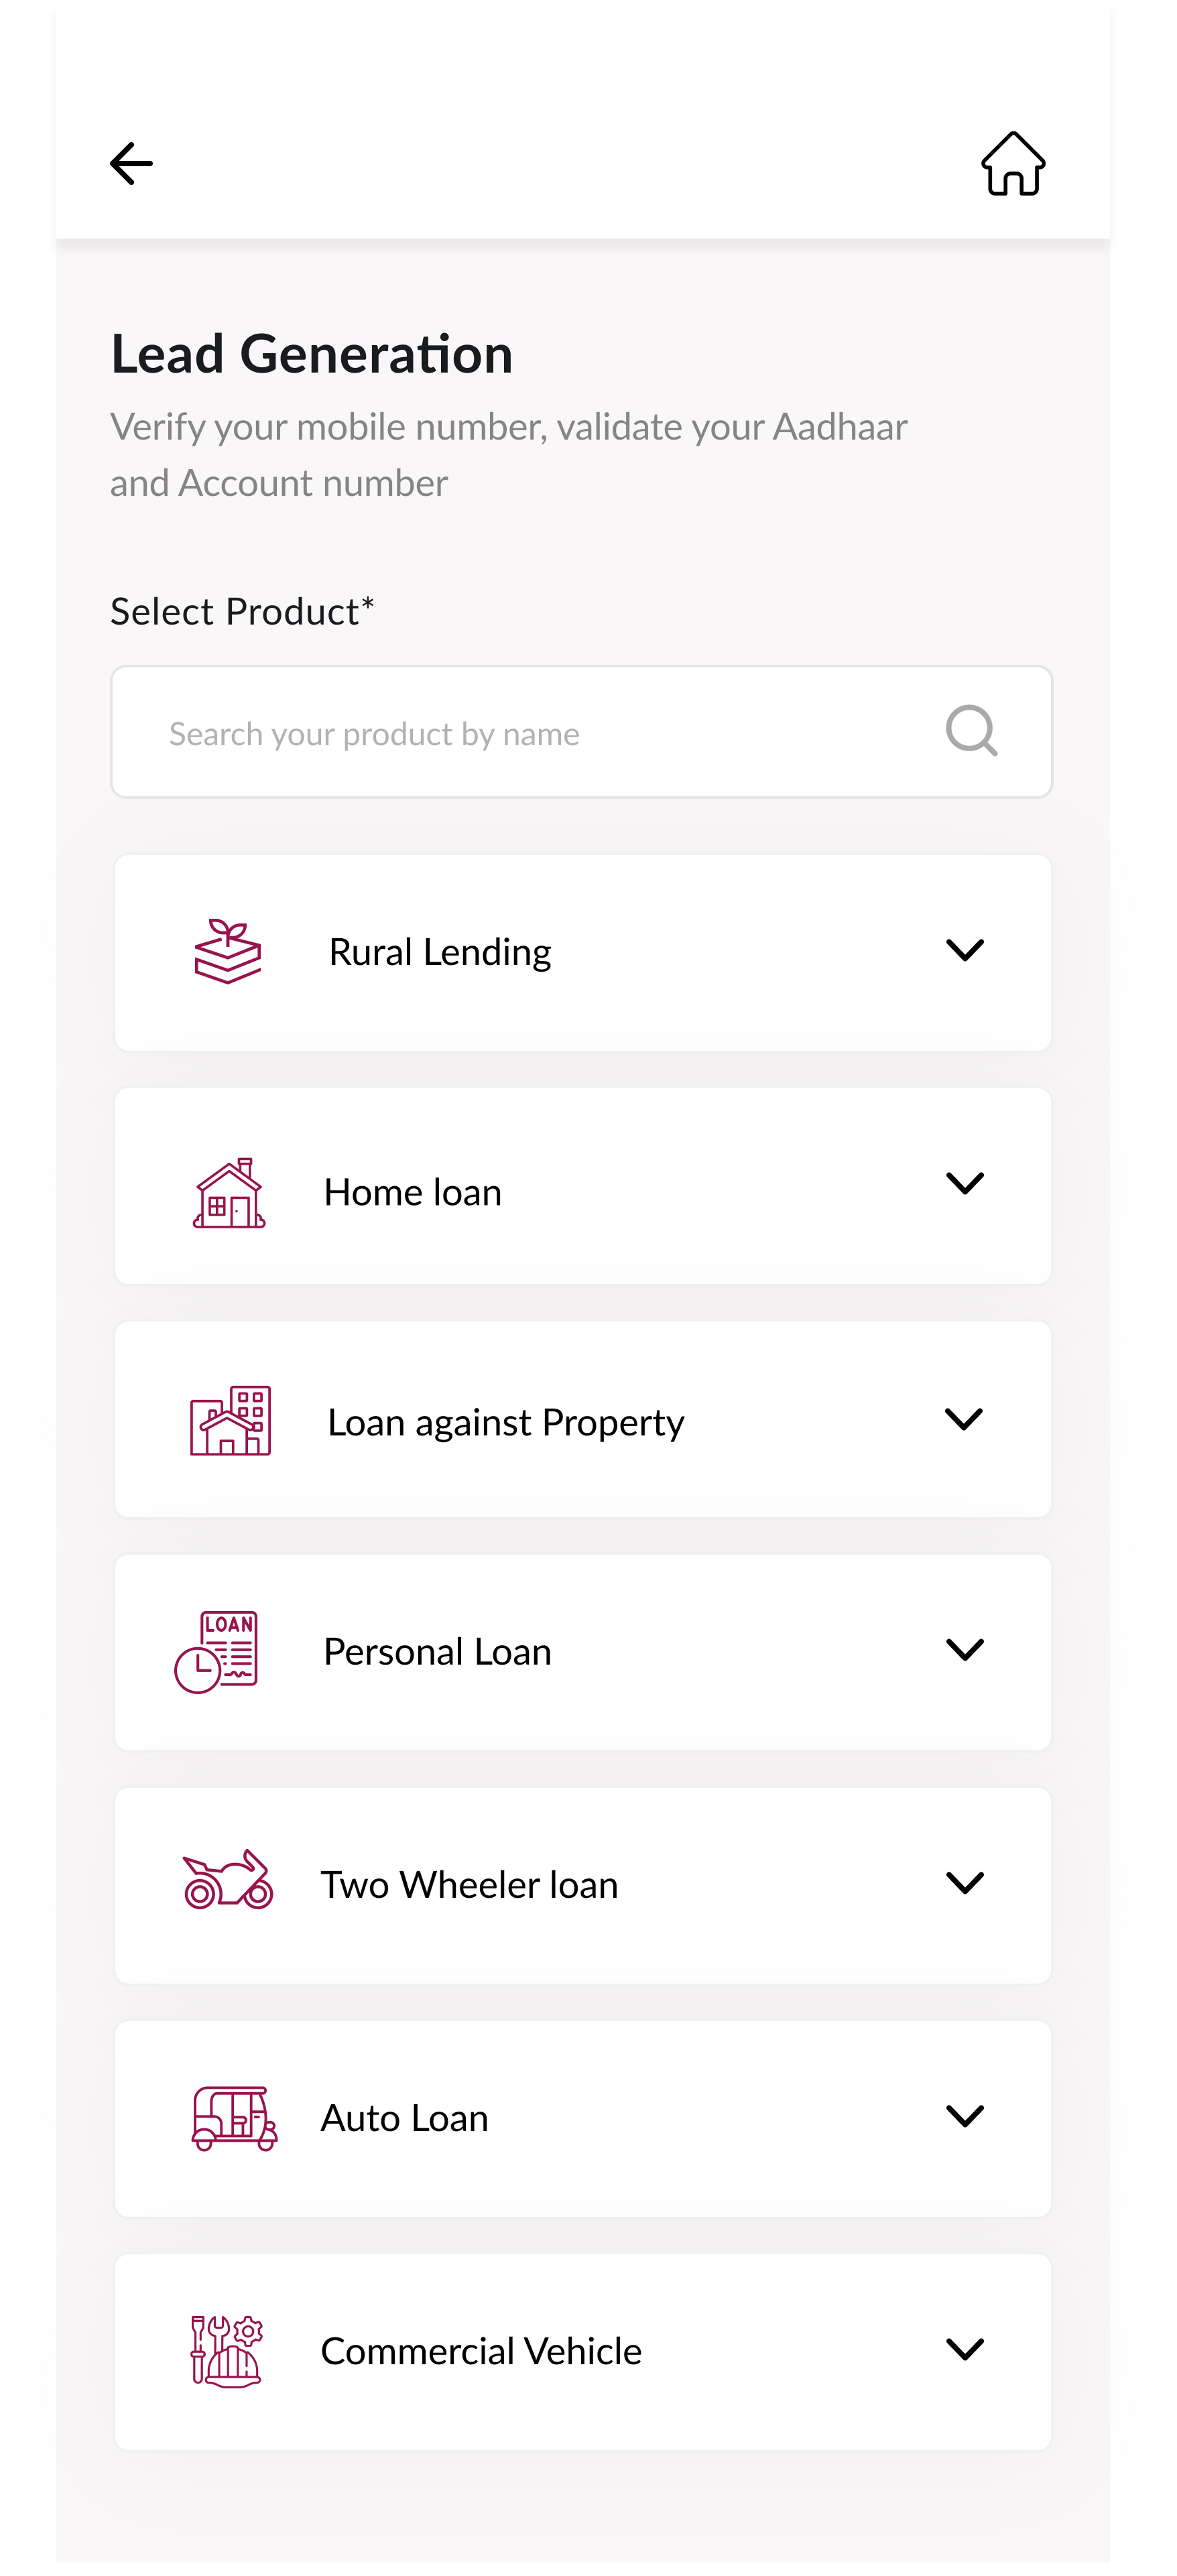 Lead Generation
Verify your mobile number, validate your Aadhaar
and Account number
Select Product*
Search your product by name
Rural Lending
Home loan
Loan against Property
LOAN
Personal Loan
Two Wheeler loan
Auto Loan
Commercial Vehicle